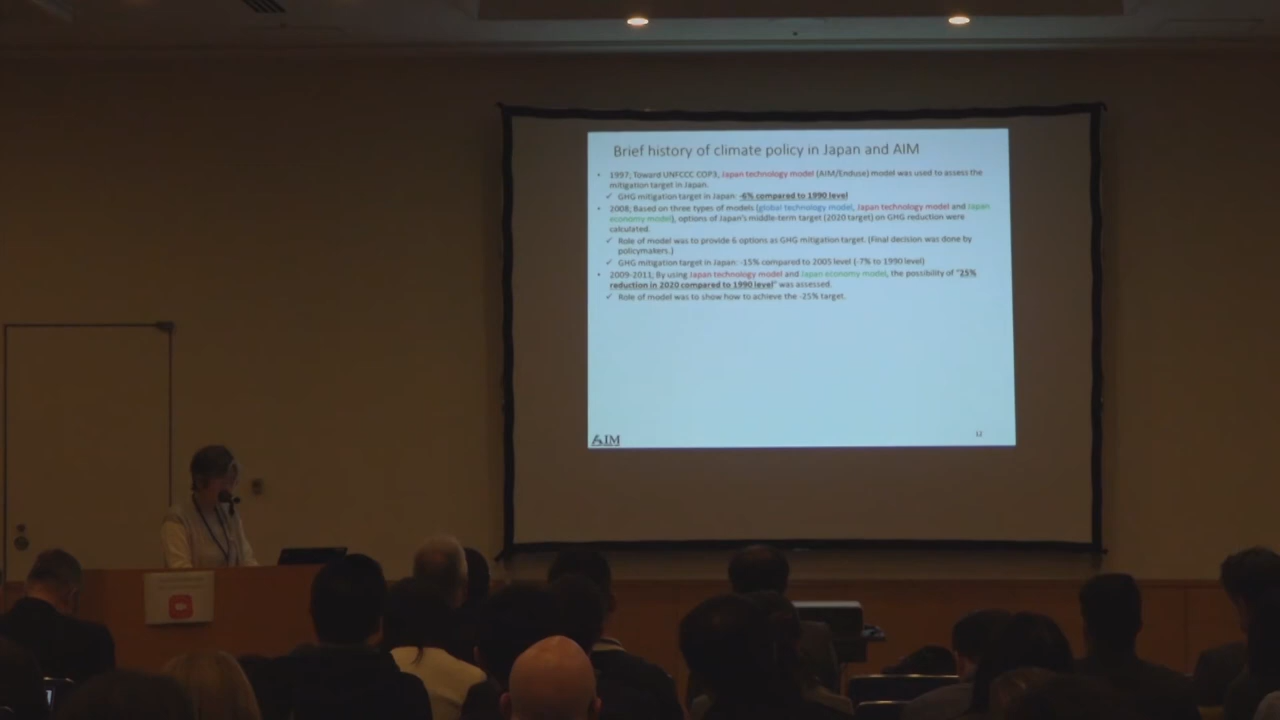 Brief history of climate policy in Japan and AIM
• 1997; Toward UNFCCC COP3, Japan technology model (AIM/Enduse) model was used to assess the
mitigation target in Japan.
✓ GHG mitigation target in Japan: -6% compared to 1990 level
• 2008; Based on three types of models (global technology model, Japan technology model and Japan
economy model), options of Japan's middle-term target (2020 target) on GHG reduction were
calculated.
✓ Role of model was to provide 6 options as GHG mitigation target. (Final decision was done by
policymakers.)
✓ GHG mitigation target in Japan: -15% compared to 2005 level (-7% to 1990 level)
• 2009-2011; By using Japan technology model and Japan economy model, the possibility of "25%
reduction in 2020 compared to 1990 level" was assessed.
✓ Role of model was to show how to achieve the -25% target.
AIM
12